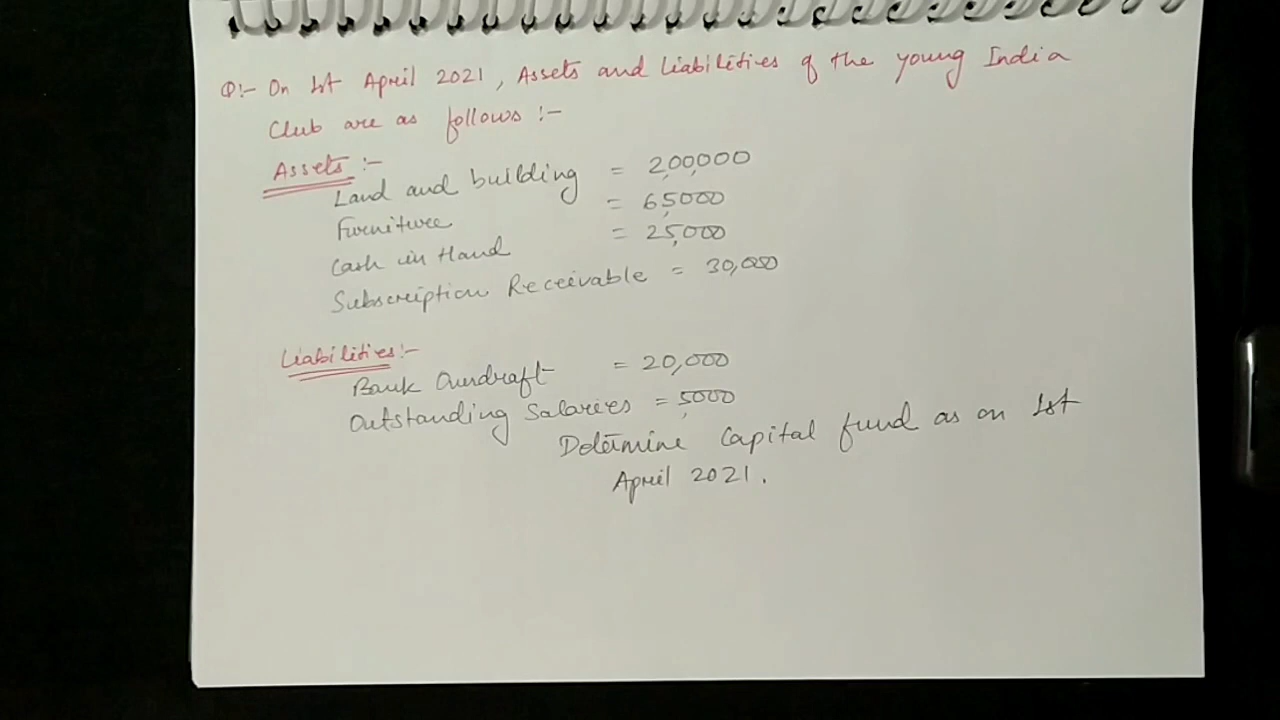 Q:- On 1st April 2021, Assets and Liabilities of the young India
Club are as follows :-
Assets :-
Land and building = 2,00,000
Furniture = 65,000
Cash in Hand = 25,000
Subscription Receivable = 30,000
Liabilities:-
Bank Overdraft = 20,000
Outstanding Salaries = 5,000
Determine Capital fund as on 1st
April 2021.